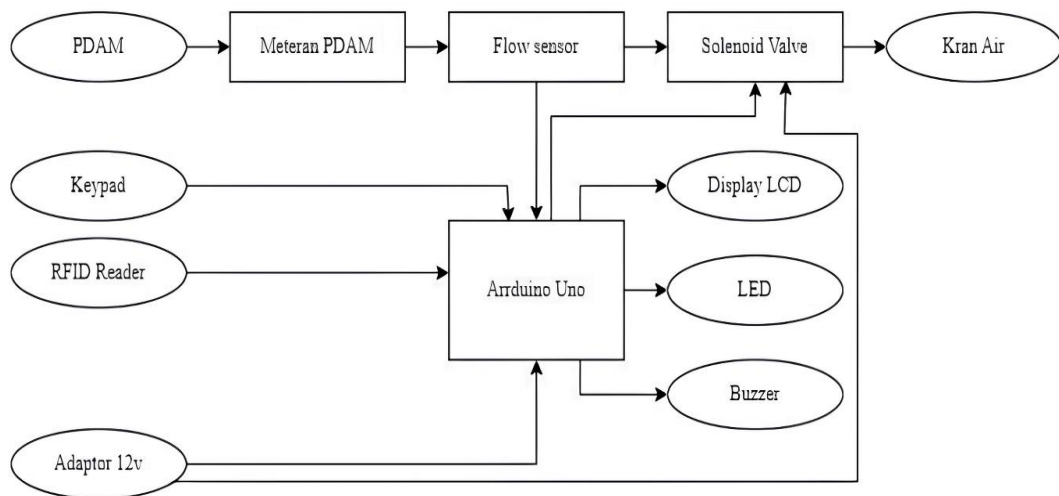 PDAM
Meteran PDAM
Flow sensor
Solenoid Valve
Kran Air
Keypad
Display LCD
RFID Reader
Arrduino Uno
LED
Buzzer
Adaptor 12v